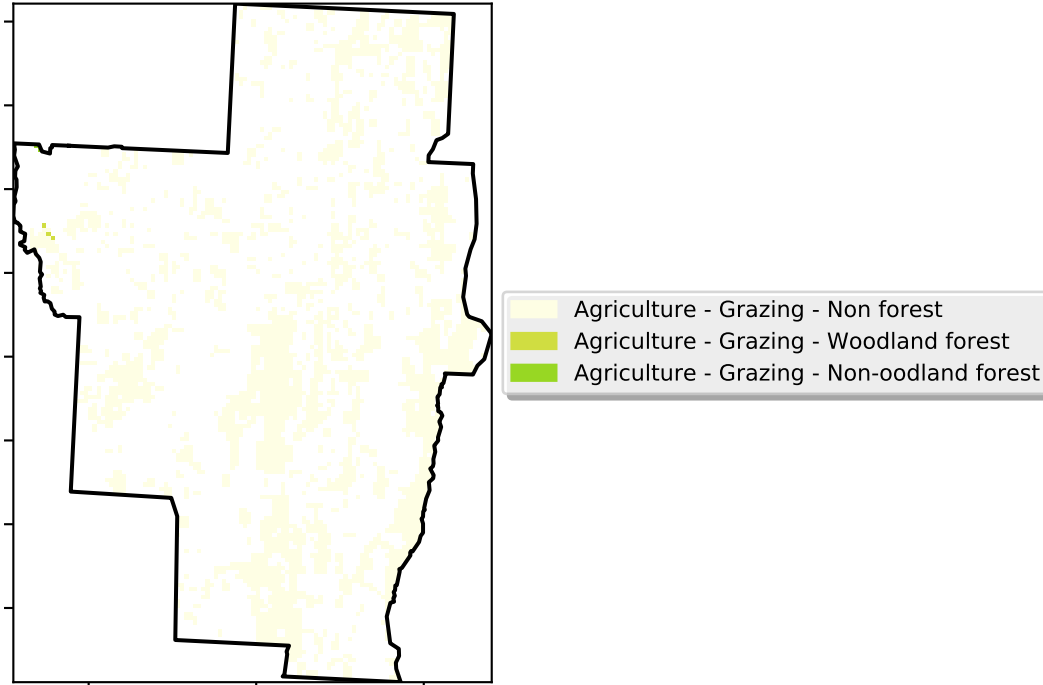 Agriculture - Grazing - Non forest
Agriculture - Grazing - Woodland forest
Agriculture - Grazing - Non-oodland forest